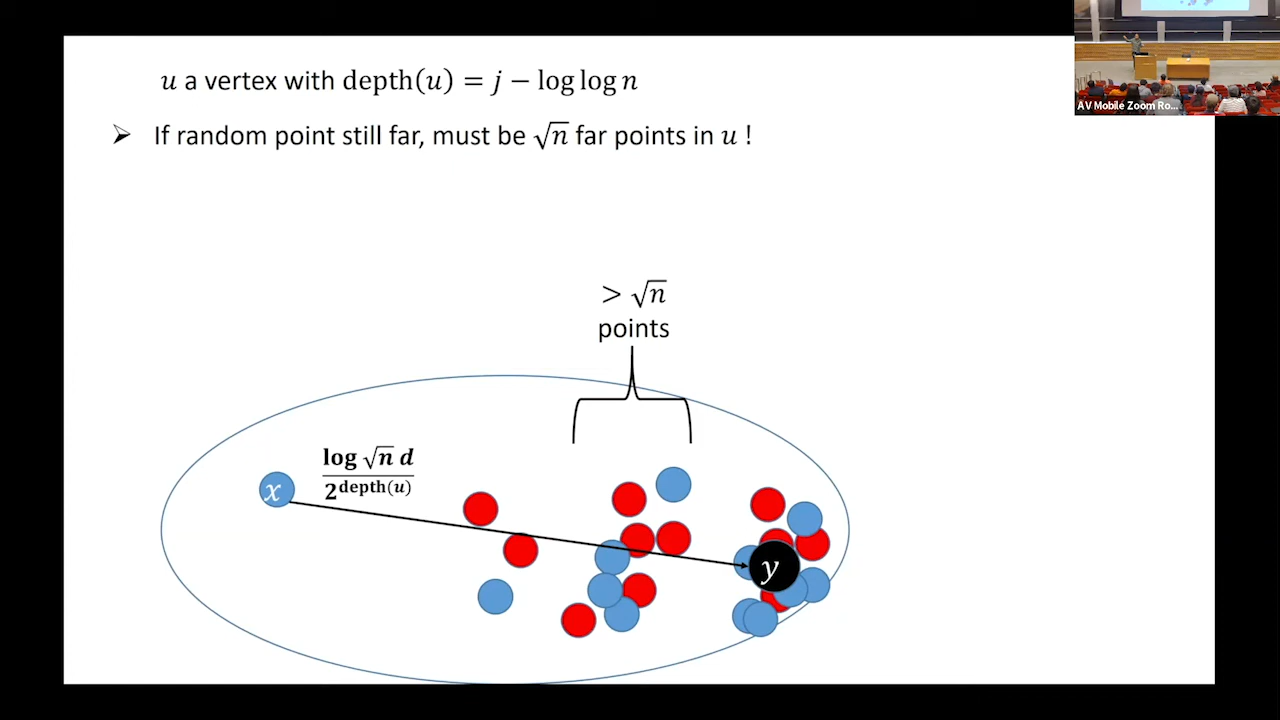 u a vertex with depth(u) = j − log log n
➢ If random point still far, must be √n far points in u !
> √n
points
log √n d
2^depth(u)
x
y
AV Mobile Zoom Ro...